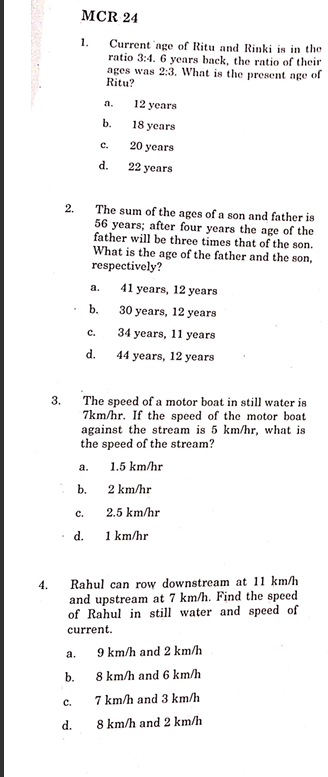 MCR 24
1. Current age of Ritu and Rinki is in the
ratio 3:4. 6 years back, the ratio of their
ages was 2:3. What is the present age of
Ritu?
a. 12 years
b. 18 years
c. 20 years
d. 22 years
2. The sum of the ages of a son and father is
56 years; after four years the age of the
father will be three times that of the son.
What is the age of the father and the son,
respectively?
a. 41 years, 12 years
b. 30 years, 12 years
c. 34 years, 11 years
d. 44 years, 12 years
3. The speed of a motor boat in still water is
7km/hr. If the speed of the motor boat
against the stream is 5 km/hr, what is
the speed of the stream?
a. 1.5 km/hr
b. 2 km/hr
c. 2.5 km/hr
d. 1 km/hr
4. Rahul can row downstream at 11 km/h
and upstream at 7 km/h. Find the speed
of Rahul in still water and speed of
current.
a. 9 km/h and 2 km/h
b. 8 km/h and 6 km/h
c. 7 km/h and 3 km/h
d. 8 km/h and 2 km/h